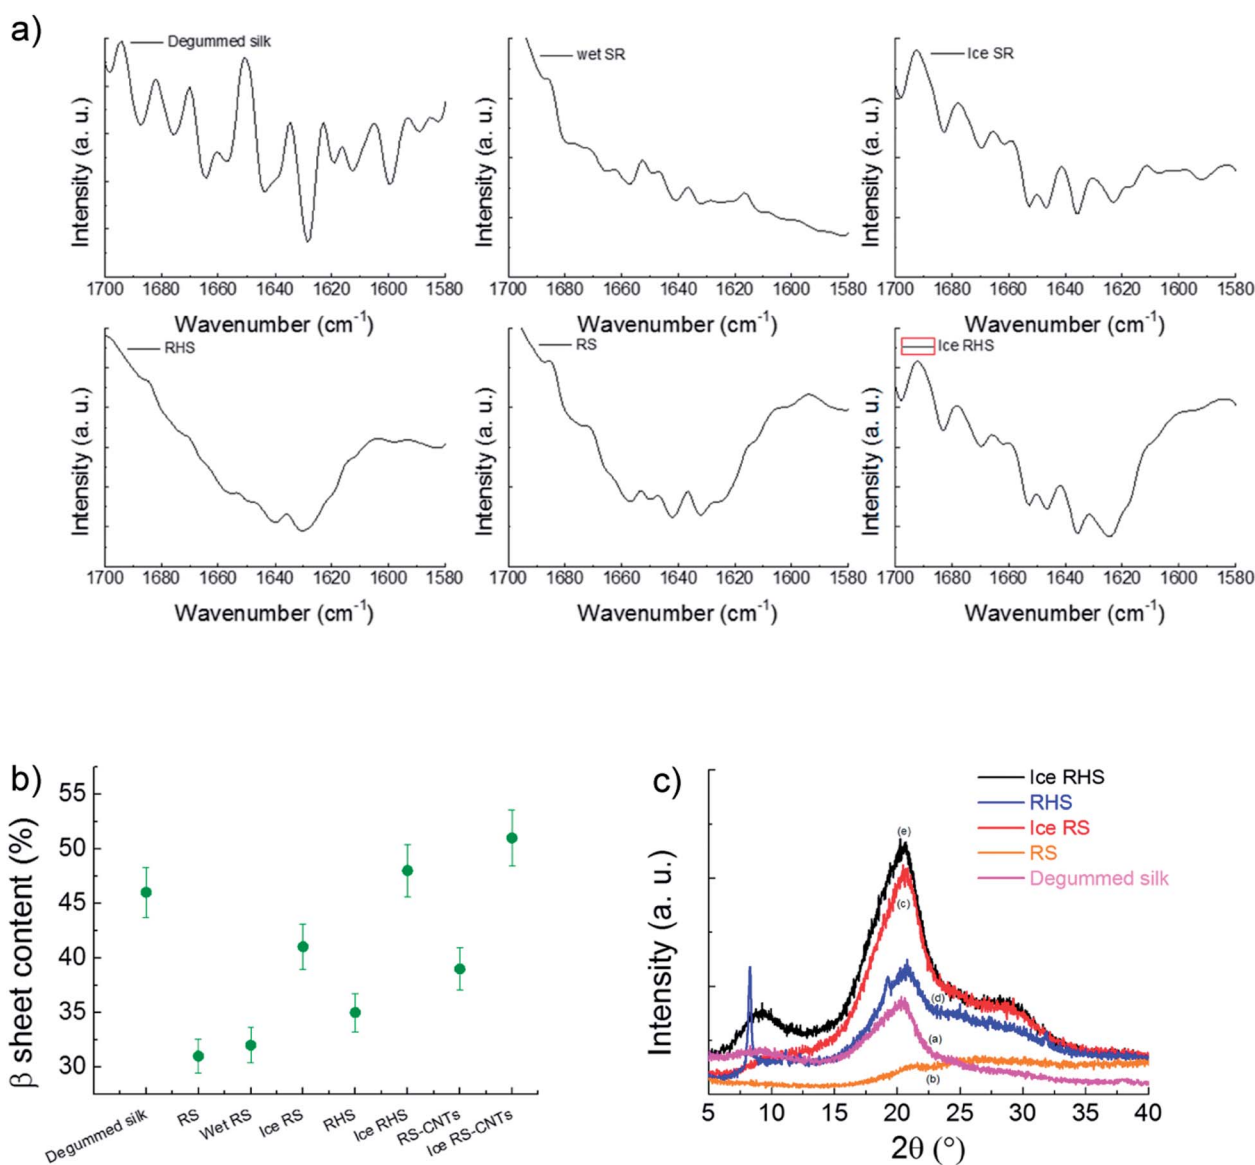 a)
Degummed silk
wet SR
Ice SR
Intensity (a. u.)
Intensity (a. u.)
Intensity (a. u.)
1700 1680 1660 1640 1620 1600 1580
1700 1680 1660 1640 1620 1600 1580
1700 1680 1660 1640 1620 1600 1580
Wavenumber (cm⁻¹)
Wavenumber (cm⁻¹)
Wavenumber (cm⁻¹)
RHS
RS
Ice RHS
Intensity (a. u.)
Intensity (a. u.)
Intensity (a. u.)
1700 1680 1660 1640 1620 1600 1580
1700 1680 1660 1640 1620 1600 1580
1700 1680 1660 1640 1620 1600 1580
Wavenumber (cm⁻¹)
Wavenumber (cm⁻¹)
Wavenumber (cm⁻¹)
b)
β sheet content (%)
55
50
45
40
35
30
Degummed silk
RS
Wet RS
Ice RS
RHS
Ice RHS
RS-CNTs
Ice RS-CNTs
c)
Ice RHS
RHS
Ice RS
RS
Degummed silk
Intensity (a. u.)
(e)
(c)
(d)
(a)
(b)
5 10 15 20 25 30 35 40
2θ (°)